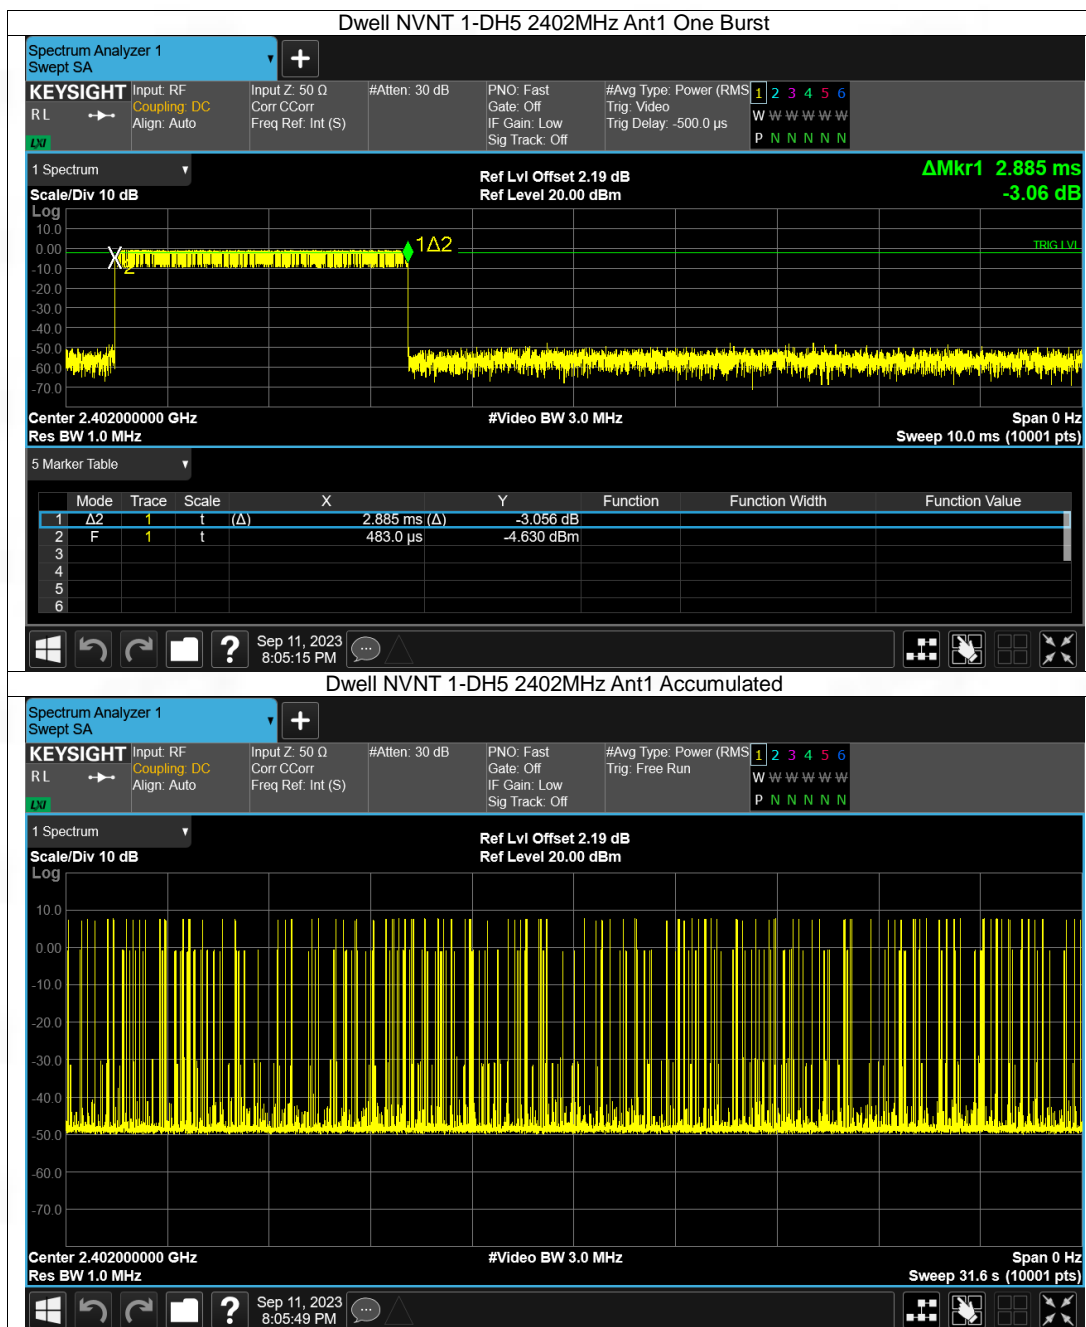 Dwell NVNT 1-DH5 2402MHz Ant1 One Burst
Spectrum Analyzer 1
Swept SA
KEYSIGHT Input: RF Input Z: 50 Ω #Atten: 30 dB PNO: Fast #Avg Type: Power (RMS 1 2 3 4 5 6
RL Coupling: DC Corr CCorr Gate: Off Trig: Video W W W W W W
Align: Auto Freq Ref: Int (S) IF Gain: Low Trig Delay: -500.0 µs
LXI Sig Track: Off P N N N N N
1 Spectrum Ref Lvl Offset 2.19 dB ΔMkr1 2.885 ms
Scale/Div 10 dB Ref Level 20.00 dBm -3.06 dB
Log
10.0
0.00 1Δ2 TRIG LVL
-10.0 X2
-20.0
-30.0
-40.0
-50.0
-60.0
-70.0
Center 2.402000000 GHz #Video BW 3.0 MHz Span 0 Hz
Res BW 1.0 MHz Sweep 10.0 ms (10001 pts)
5 Marker Table
Mode Trace Scale X Y Function Function Width Function Value
1 Δ2 1 t (Δ) 2.885 ms (Δ) -3.056 dB
2 F 1 t 483.0 µs -4.630 dBm
3
4
5
6
? Sep 11, 2023
8:05:15 PM
Dwell NVNT 1-DH5 2402MHz Ant1 Accumulated
Spectrum Analyzer 1
Swept SA
KEYSIGHT Input: RF Input Z: 50 Ω #Atten: 30 dB PNO: Fast #Avg Type: Power (RMS 1 2 3 4 5 6
RL Coupling: DC Corr CCorr Gate: Off Trig: Free Run W W W W W W
Align: Auto Freq Ref: Int (S) IF Gain: Low
LXI Sig Track: Off P N N N N N
1 Spectrum Ref Lvl Offset 2.19 dB
Scale/Div 10 dB Ref Level 20.00 dBm
Log
10.0
0.00
-10.0
-20.0
-30.0
-40.0
-50.0
-60.0
-70.0
Center 2.402000000 GHz #Video BW 3.0 MHz Span 0 Hz
Res BW 1.0 MHz Sweep 31.6 s (10001 pts)
? Sep 11, 2023
8:05:49 PM